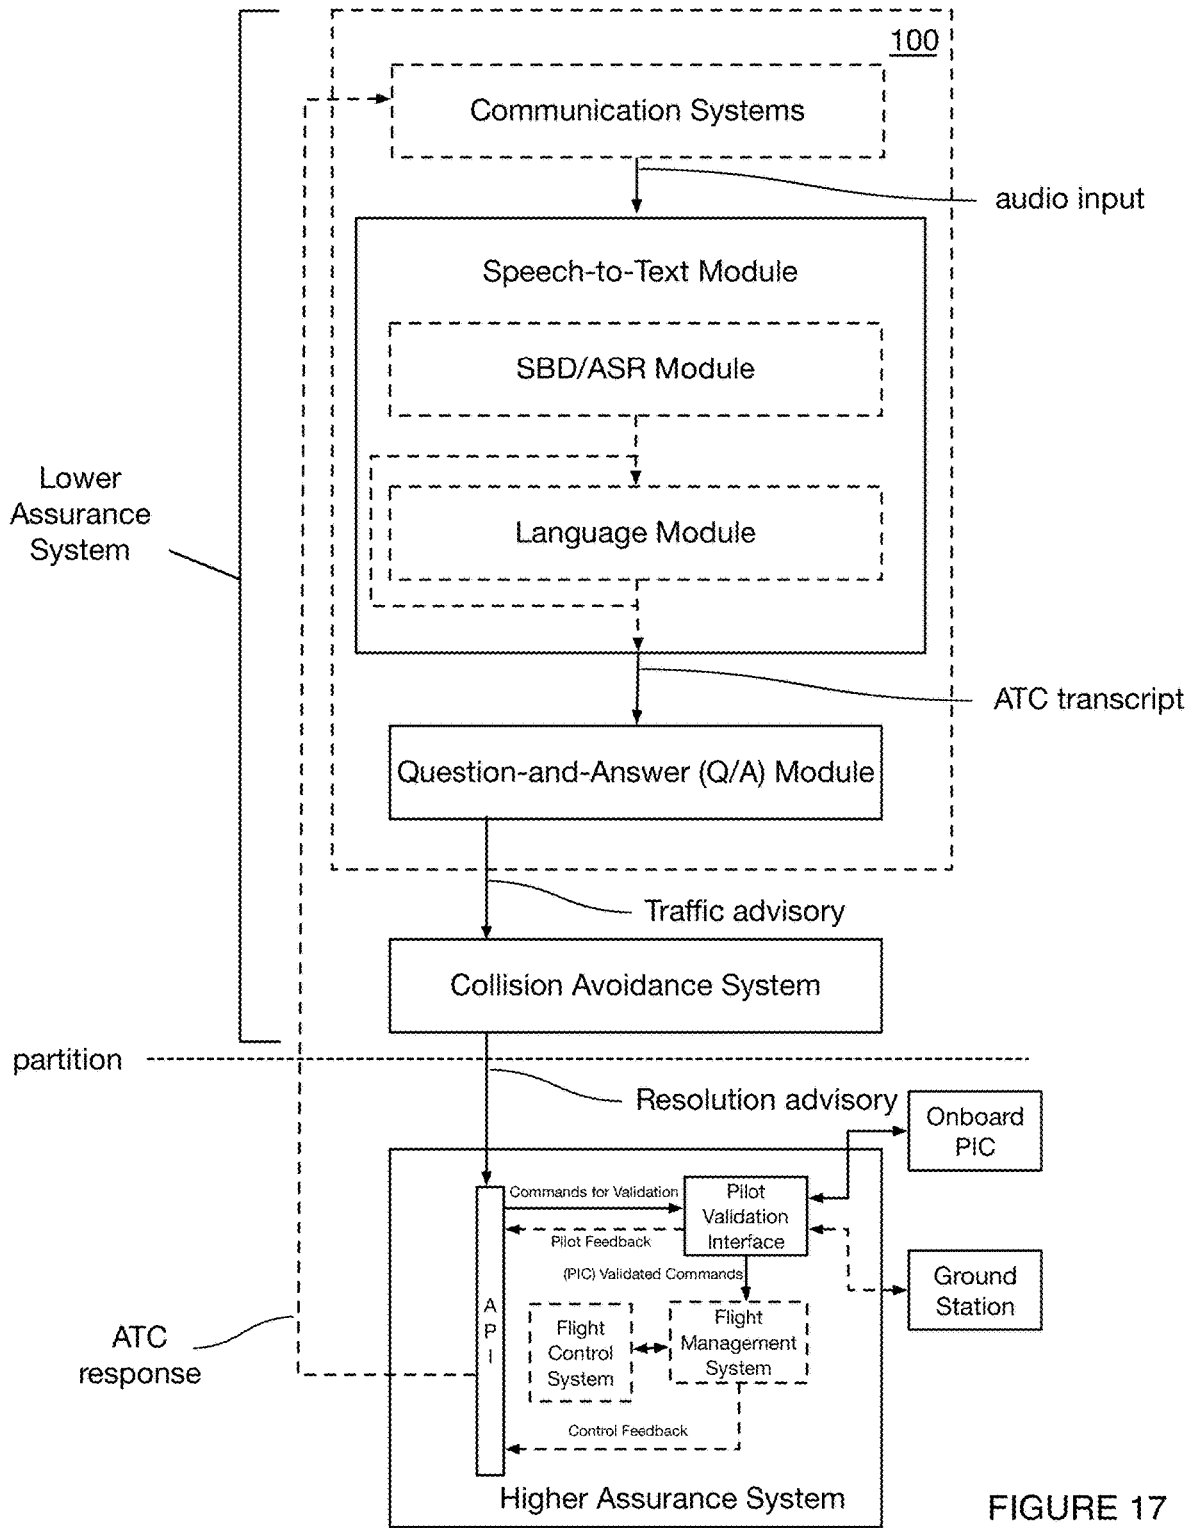 100
Communication Systems
audio input
Speech-to-Text Module
SBD/ASR Module
Lower
Assurance
System
Language Module
ATC transcript
Question-and-Answer (Q/A) Module
Traffic advisory
Collision Avoidance System
partition
Resolution advisory
Onboard
PIC
Commands for Validation
Pilot
Validation
Interface
Pilot Feedback
(PIC) Validated Commands
Ground
Station
A
P
I
Flight
Control
System
Flight
Management
System
ATC
response
Control Feedback
Higher Assurance System
FIGURE 17